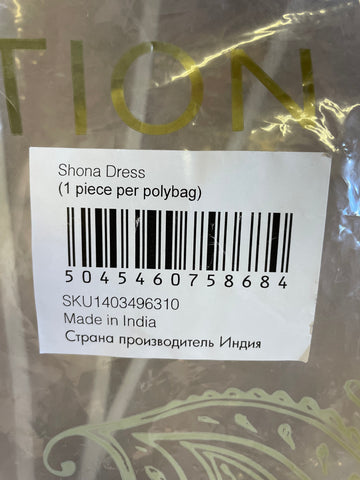 TION
Shona Dress
(1 piece per polybag)
5045460758684
SKU1403496310
Made in India
Страна производитель Индия